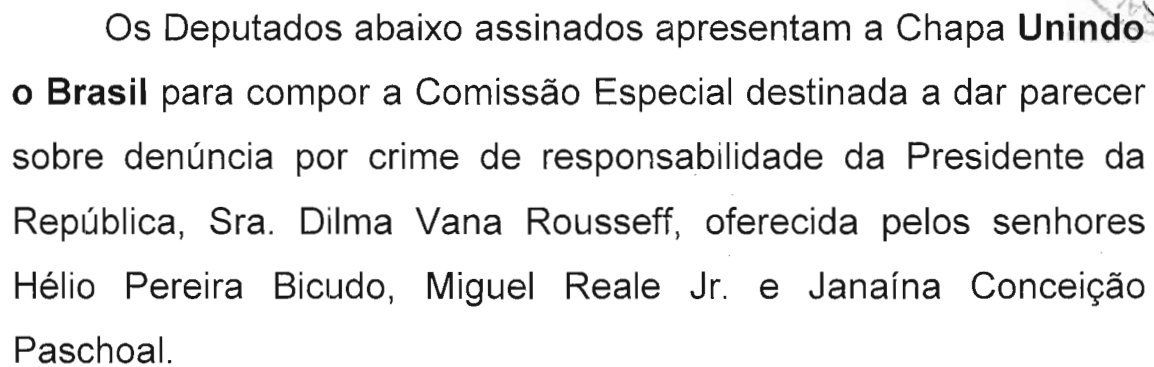 Os Deputados abaixo assinados apresentam a Chapa Unindo
o Brasil para compor a Comissão Especial destinada a dar parecer
sobre denúncia por crime de responsabilidade da Presidente da
República, Sra. Dilma Vana Rousseff, oferecida pelos senhores
Hélio Pereira Bicudo, Miguel Reale Jr. e Janaína Conceição
Paschoal.